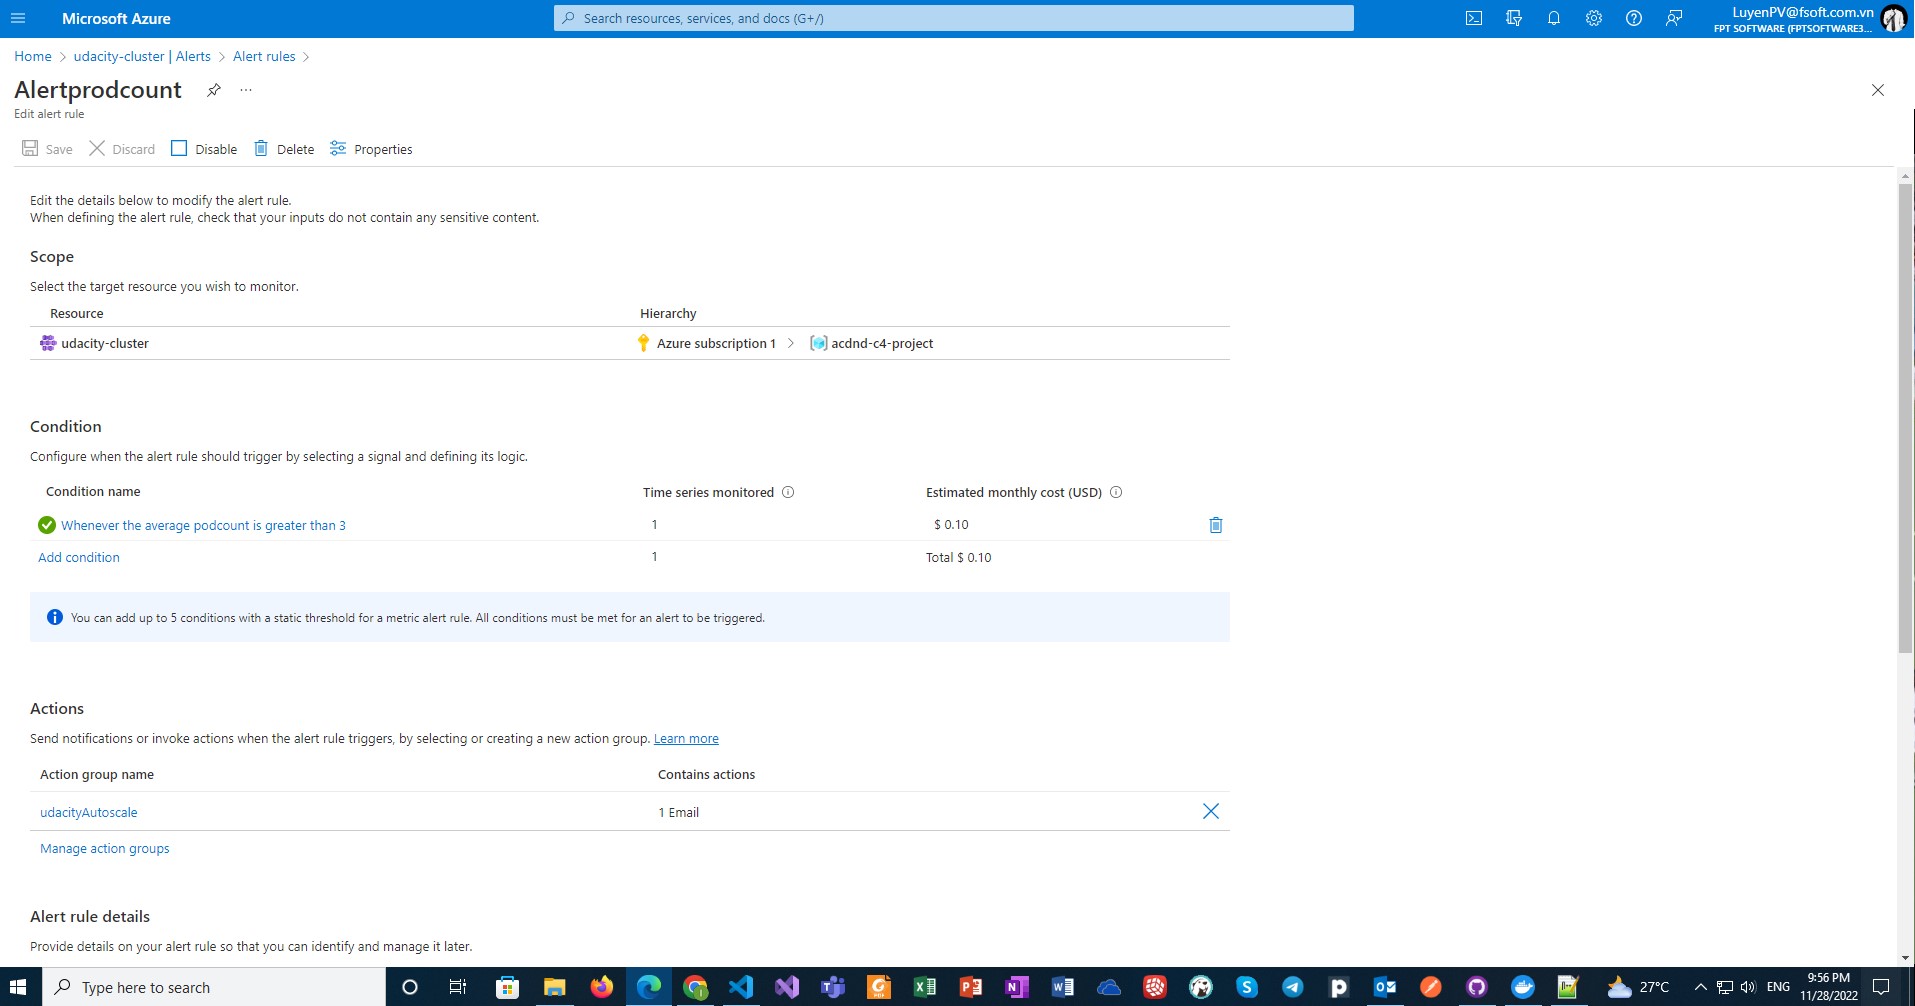 Microsoft Azure
Search resources, services, and docs (G+/)
LuyenPV@fsoft.com.vn
FPT SOFTWARE (FPTSOFTWARE3...
Home > udacity-cluster | Alerts > Alert rules >
Alertprodcount ...
Edit alert rule
Save Discard Disable Delete Properties
Edit the details below to modify the alert rule.
When defining the alert rule, check that your inputs do not contain any sensitive content.
Scope
Select the target resource you wish to monitor.
Resource Hierarchy
udacity-cluster Azure subscription 1 > acdnd-c4-project
Condition
Configure when the alert rule should trigger by selecting a signal and defining its logic.
Condition name Time series monitored Estimated monthly cost (USD)
Whenever the average podcount is greater than 3 1 $ 0.10
Add condition 1 Total $ 0.10
You can add up to 5 conditions with a static threshold for a metric alert rule. All conditions must be met for an alert to be triggered.
Actions
Send notifications or invoke actions when the alert rule triggers, by selecting or creating a new action group. Learn more
Action group name Contains actions
udacityAutoscale 1 Email
Manage action groups
Alert rule details
Provide details on your alert rule so that you can identify and manage it later.
Type here to search
27°C
ENG
9:56 PM
11/28/2022